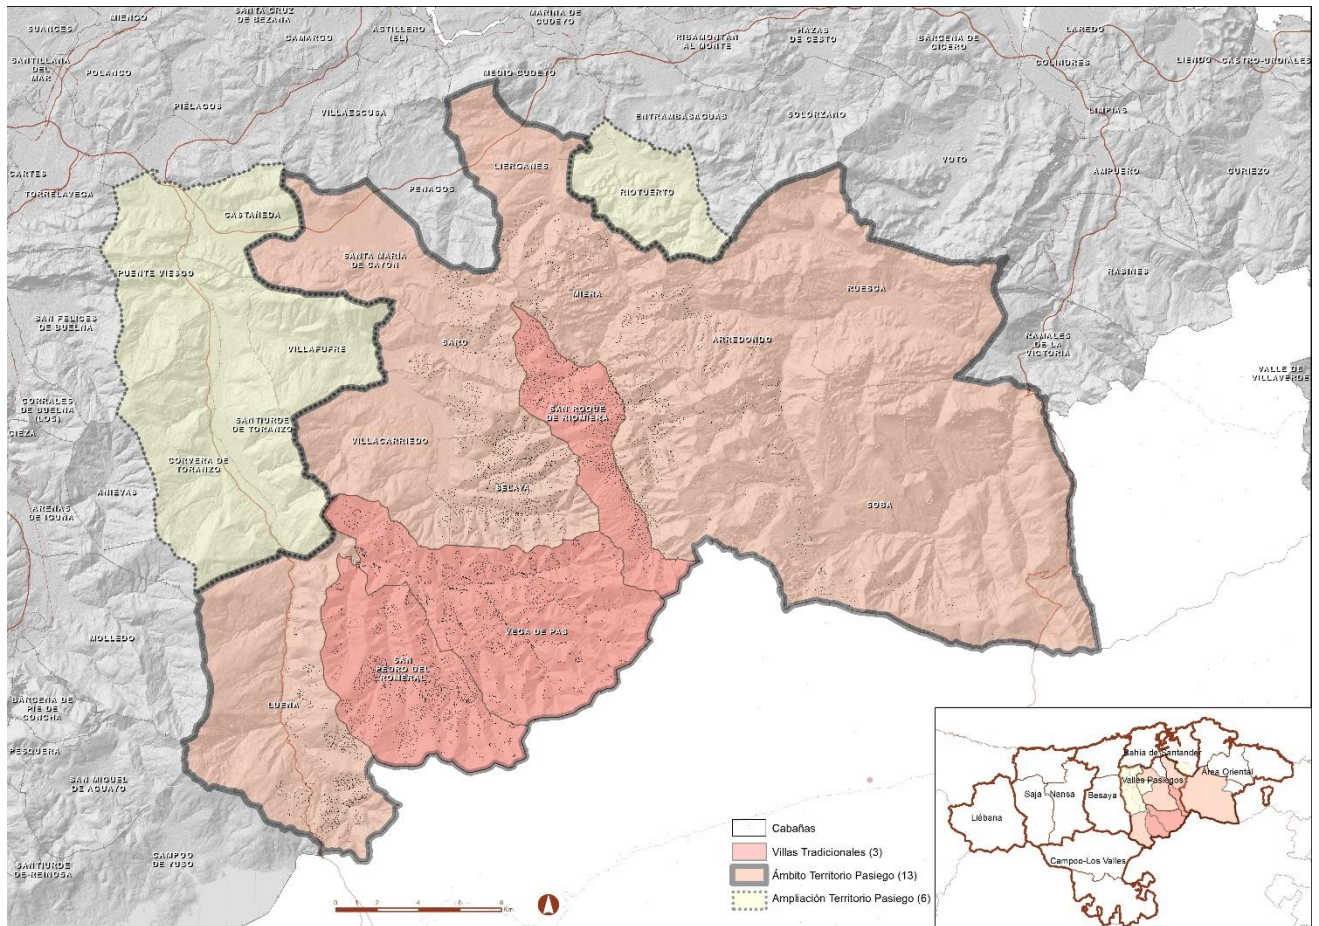 SANTA CRUZ
DE BEZANA
MARINA DE
CUDEYO
MIENGO
SUANCES
CAMARGO
ASTILLERO
(EL)
RIBAMONTAN
AL MONTE
HAZAS
DE CESTO
BARCENA DE
CICERO
LAREDO
COLINDRES
LIENDO
CASTRO-URDIALES
SANTILLANA
DEL
MAR
POLANCO
MEDIO CUDEYO
PIÉLAGOS
VILLAESCUSA
ENTRAMBASAGUAS
SOLORZANO
LIMPIAS
VOTO
AMPUERO
GURIEZO
CARTES
TORRELAVEGA
PENAGOS
LIERGANES
RIOTUERTO
CASTAÑEDA
SANTA MARIA
DE CAYON
PUENTE VIESGO
MIERA
RUESGA
RASINES
SAN FELICES
DE BUELNA
VILLAFUFRE
SARO
ARREDONDO
RAMALES
DE LA
VICTORIA
VALLE DE
VILLAVERDE
CORRALES
DE BUELNA
(LOS)
CIEZA
SANTIURDE
DE TORANZO
SAN ROQUE
DE RIOMIERA
VILLACARRIEDO
CORVERA DE
TORANZO
SELAYA
ANIEVAS
ARENAS
DE IGUÑA
SOBA
MOLLEDO
VEGA DE PAS
SAN
PEDRO DEL
ROMERAL
BÁRCENA DE
PIE DE
CONCHA
LUENA
PESQUERA
SAN MIGUEL
DE AGUAYO
CAMPOO
DE YUSO
SANTIURDE
DE REINOSA
0 1 2 4 6 8
Km
Cabañas
Villas Tradicionales (3)
Ámbito Territorio Pasiego (13)
Ampliación Territorio Pasiego (6)
Bahía de Santander
Área Oriental
Valles Pasiegos
Saja
Nansa
Besaya
Liébana
Campoo-Los Valles